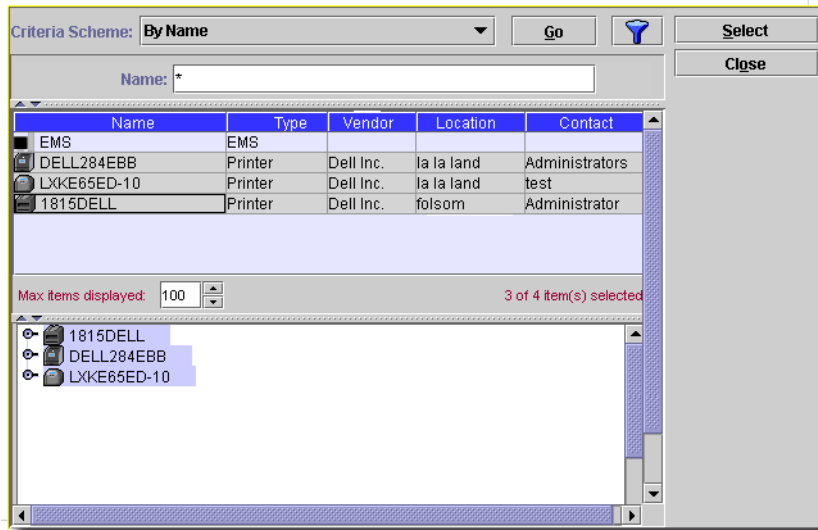 Criteria Scheme: By Name Go Select
Close
Name: *
Name Type Vendor Location Contact
EMS EMS
DELL284EBB Printer Dell Inc. la la land Administrators
LXKE65ED-10 Printer Dell Inc. la la land test
1815DELL Printer Dell Inc. folsom Administrator
Max items displayed: 100 3 of 4 item(s) selected
1815DELL
DELL284EBB
LXKE65ED-10